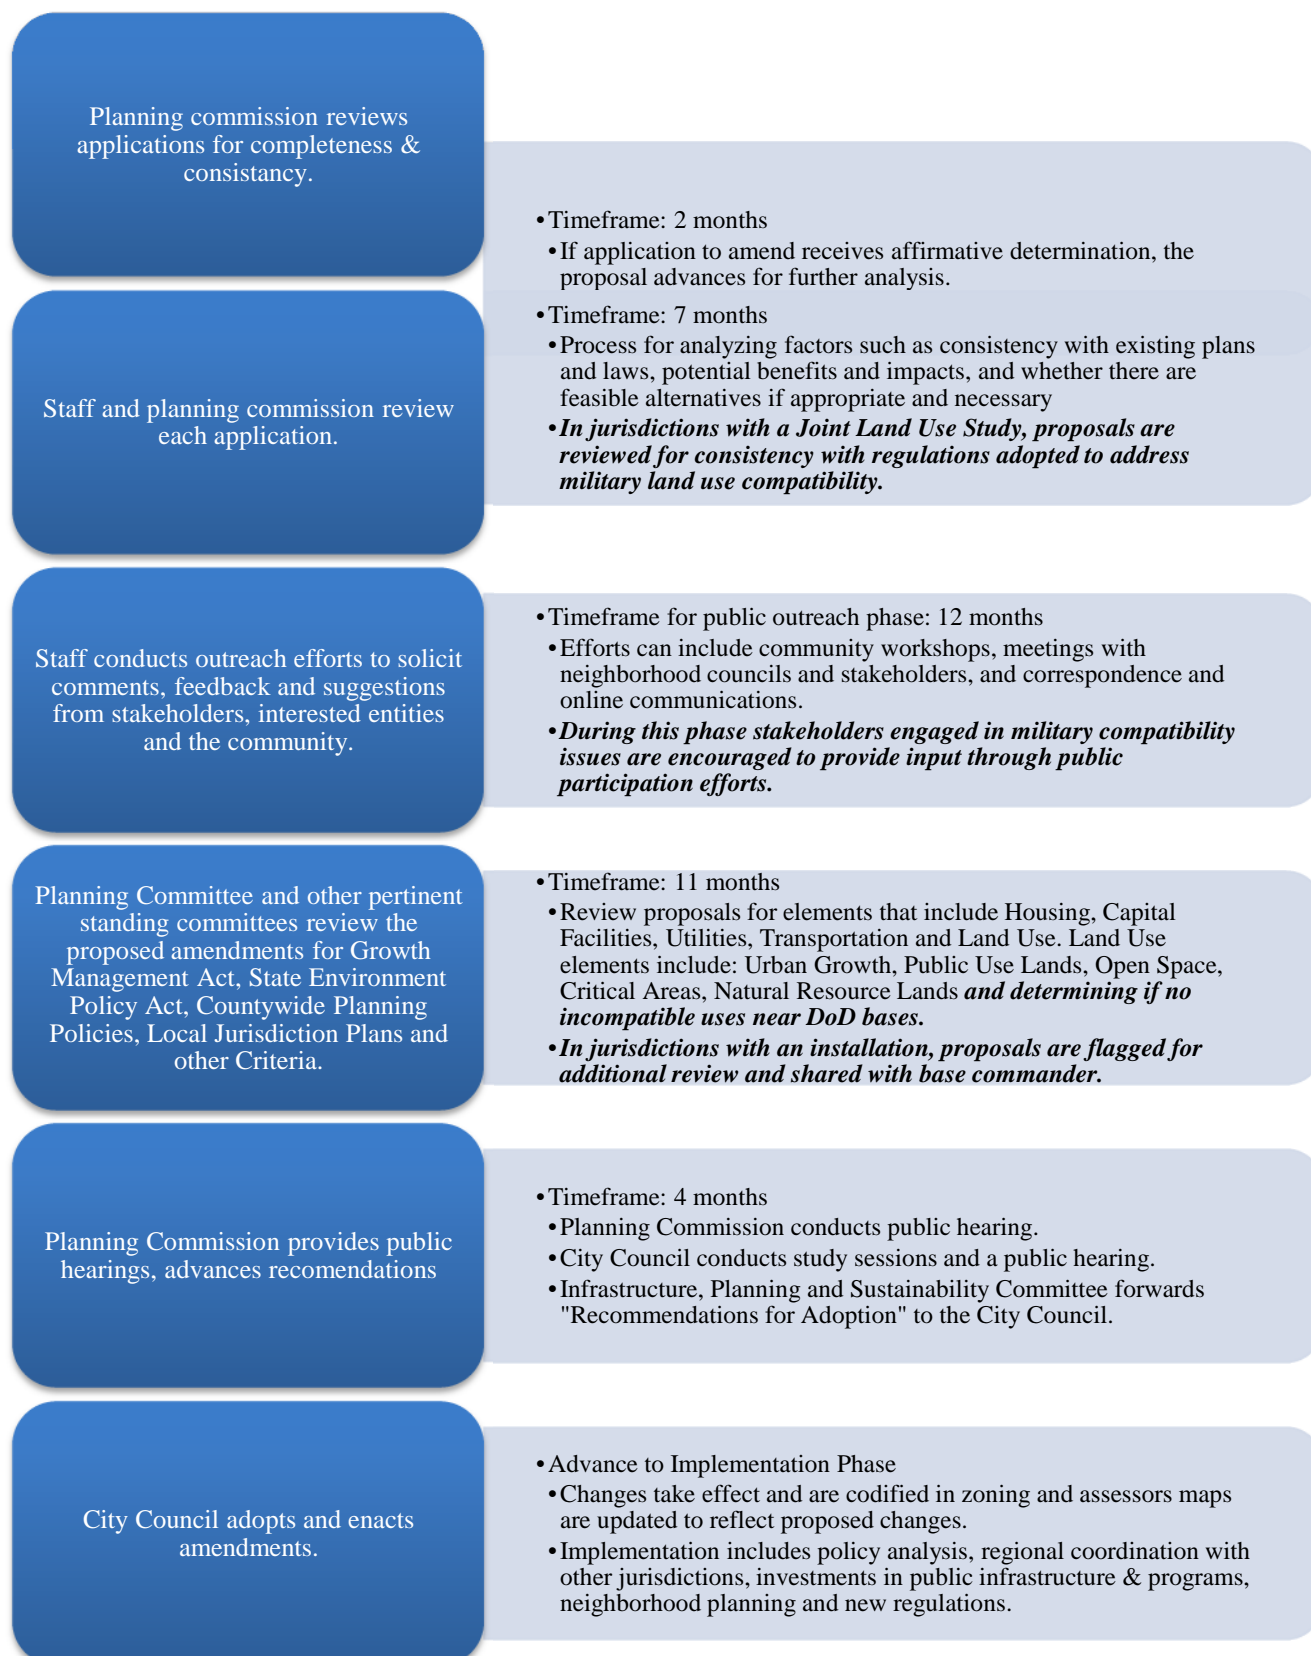 Planning commission reviews
applications for completeness &
consistancy.
•Timeframe: 2 months
•If application to amend receives affirmative determination, the
proposal advances for further analysis.
Staff and planning commission review
each application.
•Timeframe: 7 months
•Process for analyzing factors such as consistency with existing plans
and laws, potential benefits and impacts, and whether there are
feasible alternatives if appropriate and necessary
•In jurisdictions with a Joint Land Use Study, proposals are
reviewed for consistency with regulations adopted to address
military land use compatibility.
Staff conducts outreach efforts to solicit
comments, feedback and suggestions
from stakeholders, interested entities
and the community.
•Timeframe for public outreach phase: 12 months
•Efforts can include community workshops, meetings with
neighborhood councils and stakeholders, and correspondence and
online communications.
•During this phase stakeholders engaged in military compatibility
issues are encouraged to provide input through public
participation efforts.
Planning Committee and other pertinent
standing committees review the
proposed amendments for Growth
Management Act, State Environment
Policy Act, Countywide Planning
Policies, Local Jurisdiction Plans and
other Criteria.
•Timeframe: 11 months
•Review proposals for elements that include Housing, Capital
Facilities, Utilities, Transportation and Land Use. Land Use
elements include: Urban Growth, Public Use Lands, Open Space,
Critical Areas, Natural Resource Lands and determining if no
incompatible uses near DoD bases.
•In jurisdictions with an installation, proposals are flagged for
additional review and shared with base commander.
Planning Commission provides public
hearings, advances recomendations
•Timeframe: 4 months
•Planning Commission conducts public hearing.
•City Council conducts study sessions and a public hearing.
•Infrastructure, Planning and Sustainability Committee forwards
"Recommendations for Adoption" to the City Council.
City Council adopts and enacts
amendments.
•Advance to Implementation Phase
•Changes take effect and are codified in zoning and assessors maps
are updated to reflect proposed changes.
•Implementation includes policy analysis, regional coordination with
other jurisdictions, investments in public infrastructure & programs,
neighborhood planning and new regulations.